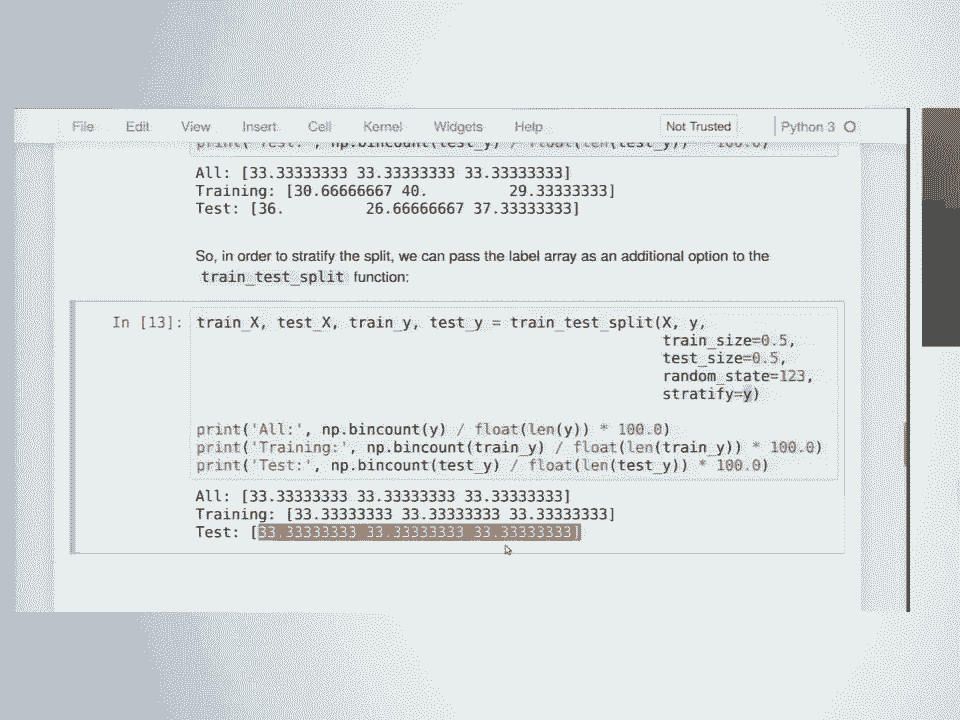 File Edit View Insert Cell Kernel Widgets Help Not Trusted Python 3
print('Test:', np.bincount(test_y) / float(len(test_y)) * 100.0)
All: [33.33333333 33.33333333 33.33333333]
Training: [30.66666667 40.         29.33333333]
Test: [36.         26.66666667 37.33333333]
So, in order to stratify the split, we can pass the label array as an additional option to the
train_test_split function:
In [13]: train_X, test_X, train_y, test_y = train_test_split(X, y,
train_size=0.5,
test_size=0.5,
random_state=123,
stratify=y)
print('All:', np.bincount(y) / float(len(y)) * 100.0)
print('Training:', np.bincount(train_y) / float(len(train_y)) * 100.0)
print('Test:', np.bincount(test_y) / float(len(test_y)) * 100.0)
All: [33.33333333 33.33333333 33.33333333]
Training: [33.33333333 33.33333333 33.33333333]
Test: [33.33333333 33.33333333 33.33333333]